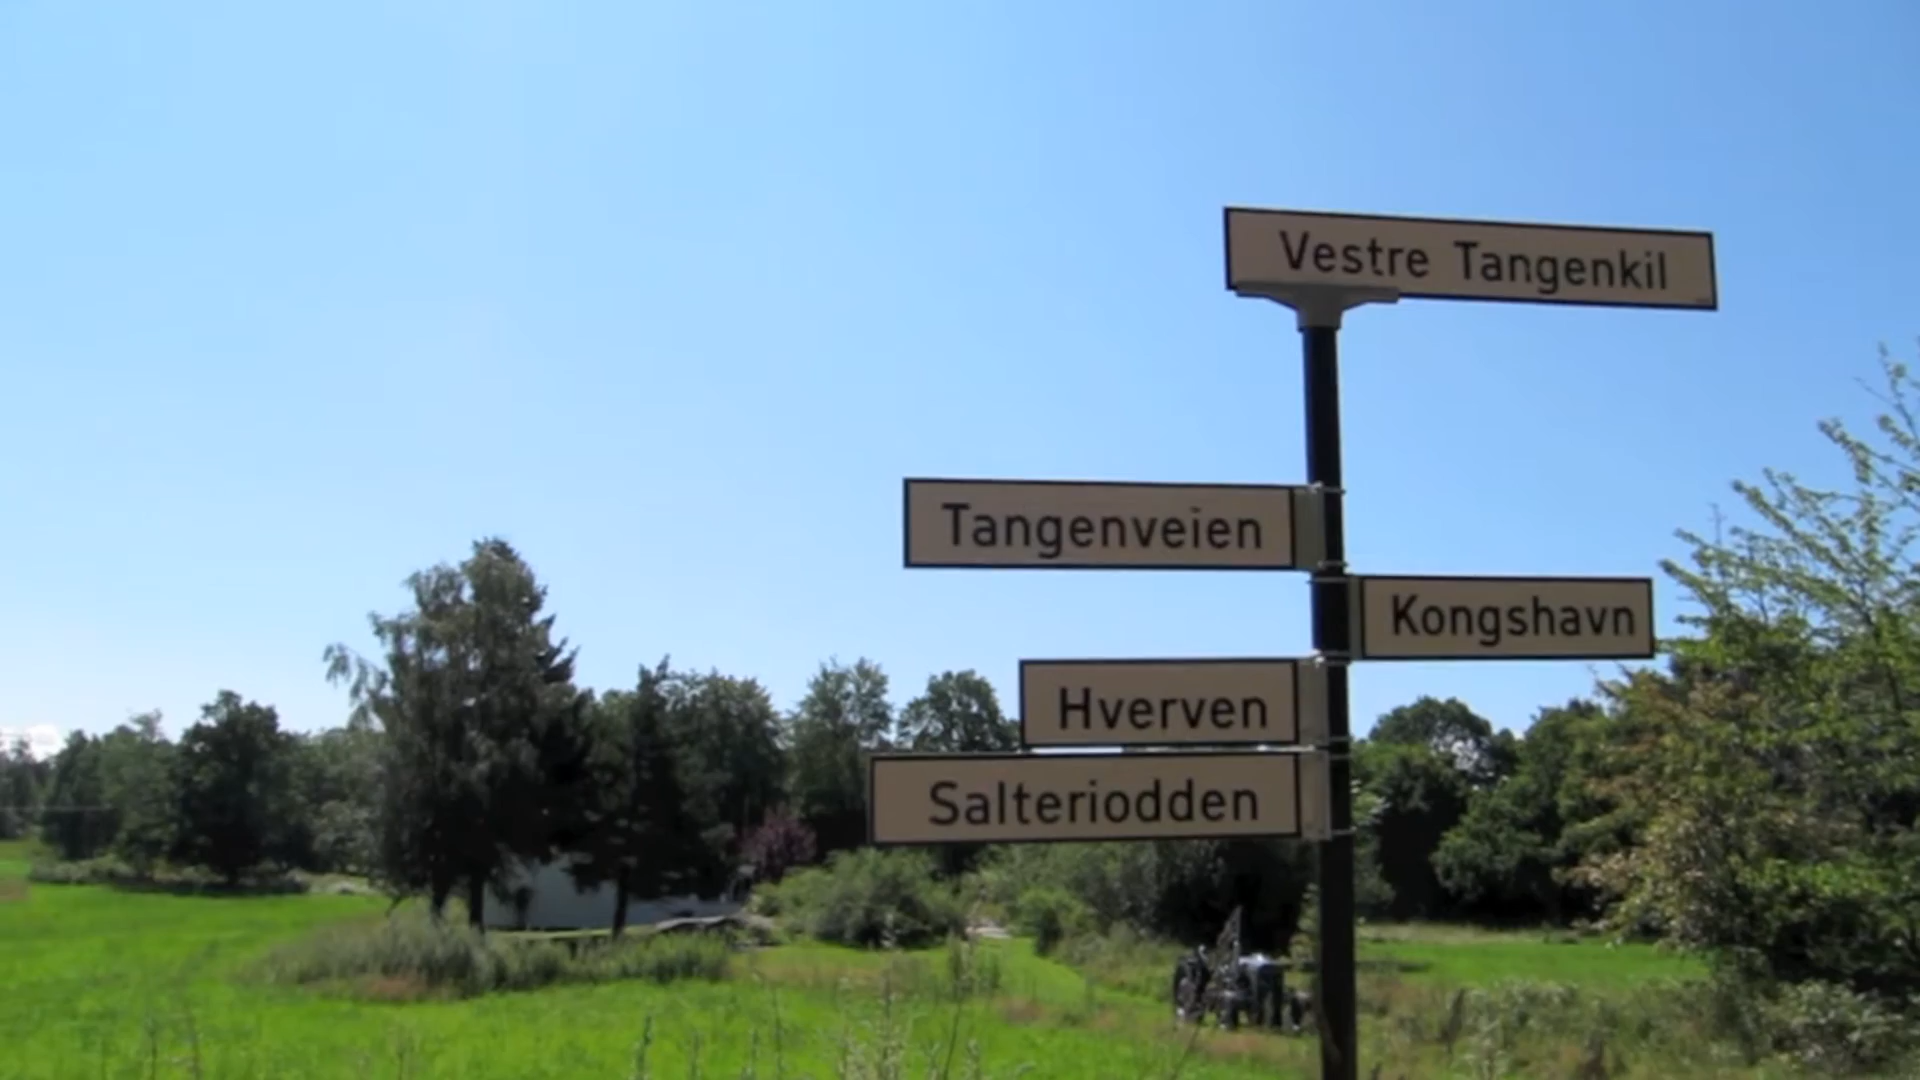 Vestre Tangenkil
Tangenveien
Kongshavn
Hverven
Salteriodden